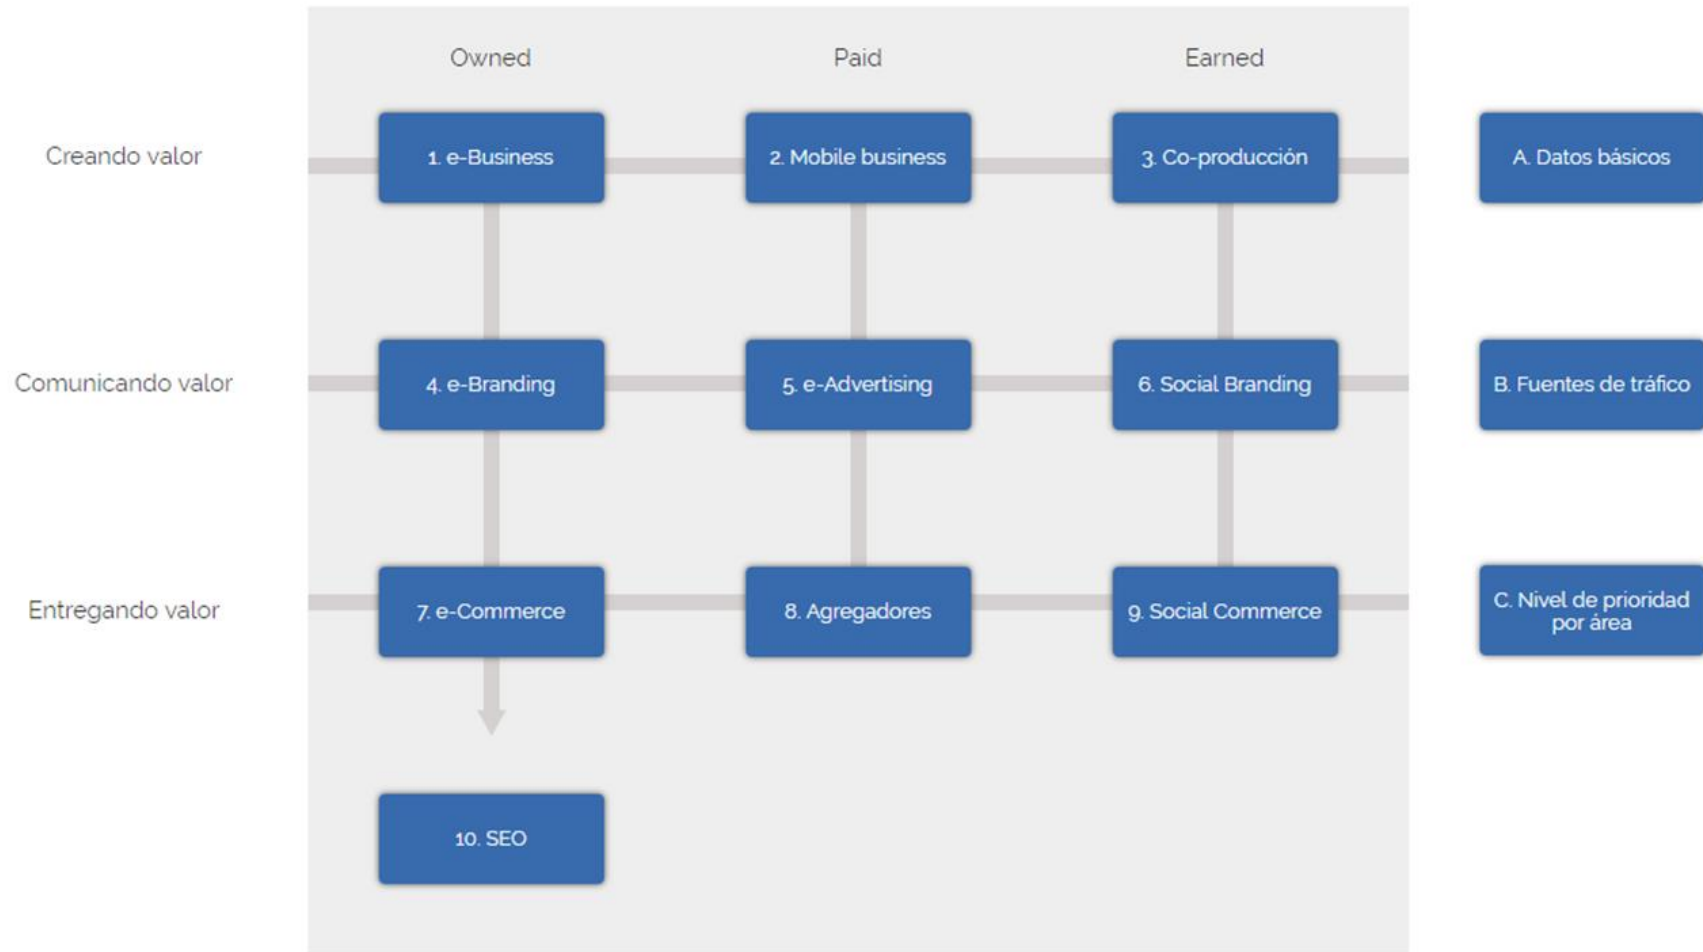 Owned
Paid
Earned
Creando valor
1. e-Business
2. Mobile business
3. Co-producción
A. Datos básicos
Comunicando valor
4. e-Branding
5. e-Advertising
6. Social Branding
B. Fuentes de tráfico
Entregando valor
7. e-Commerce
8. Agregadores
9. Social Commerce
C. Nivel de prioridad
por área
10. SEO